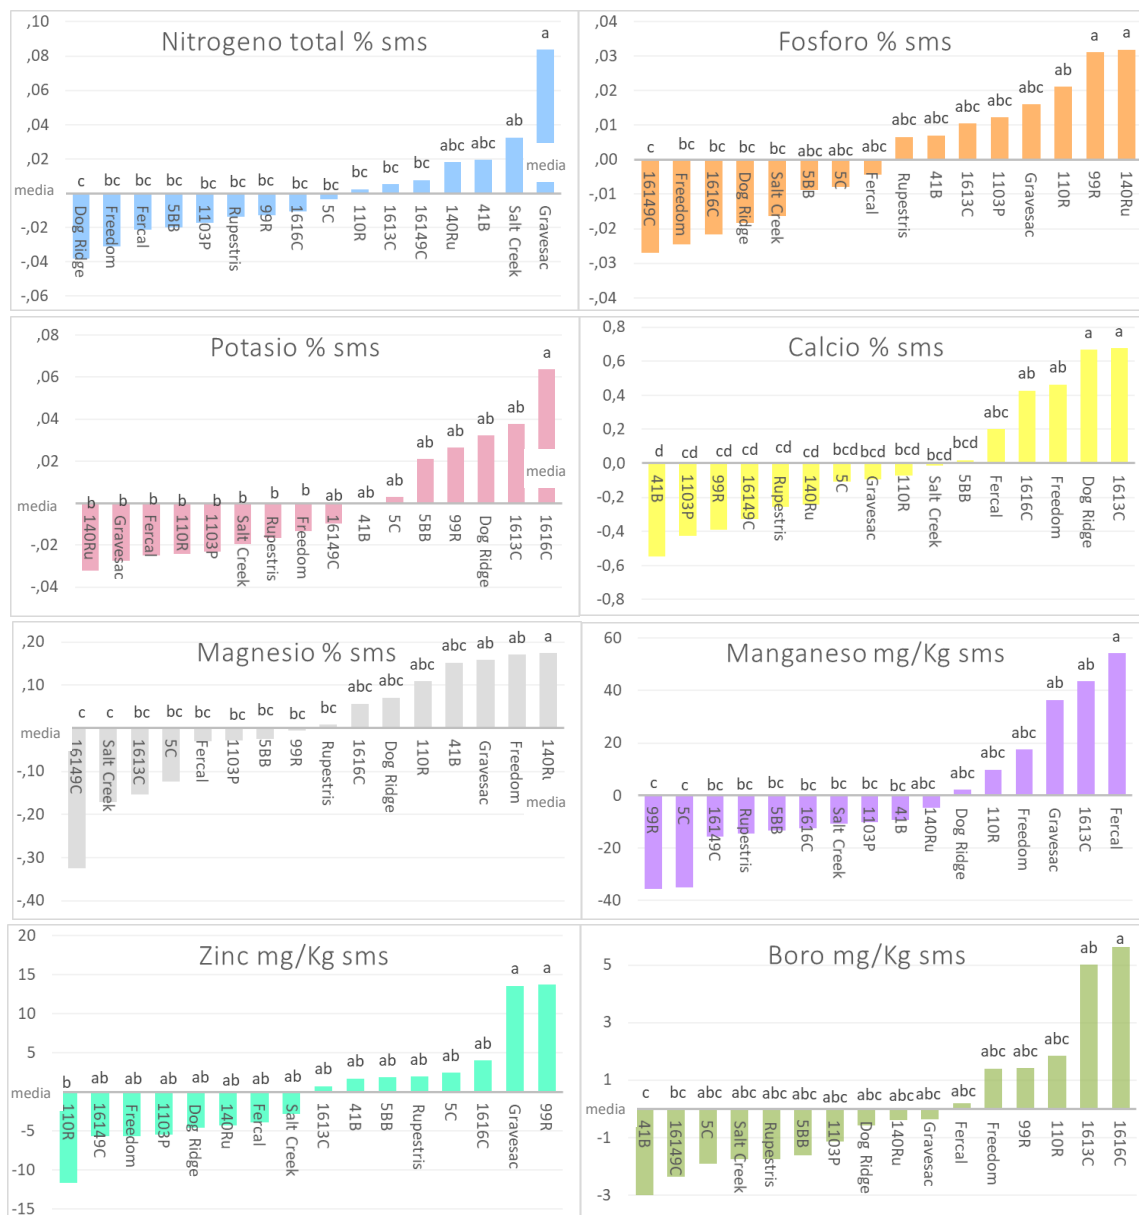 Nitrogeno total % sms
,10
,08
,06
,04
,02
media
-,02
-,04
-,06
c bc bc bc bc bc bc bc bc bc bc bc abc abc ab a
media
Dog Ridge
Freedom
Fercal
5BB
1103P
Rupestris
99R
1616C
5C
110R
1613C
16149C
140Ru
41B
Salt Creek
Gravesac
Fosforo % sms
,04
,03
,02
,01
,00
-,01
-,02
-,03
-,04
c bc bc bc bc abc abc abc abc abc abc abc abc ab a a
16149C
Freedom
1616C
Dog Ridge
Salt Creek
5BB
5C
Fercal
Rupestris
41B
1613C
1103P
Gravesac
110R
99R
140Ru
Potasio % sms
,08
,06
,04
,02
media
-,02
-,04
b b b b b b b b ab ab ab ab ab ab ab a
media
140Ru
Gravesac
Fercal
110R
1103P
Salt Creek
Rupestris
Freedom
16149C
41B
5C
5BB
99R
Dog Ridge
1613C
1616C
Calcio % sms
0,8
0,6
0,4
0,2
0,0
-0,2
-0,4
-0,6
-0,8
d cd cd cd cd cd bcd bcd bcd bcd bcd abc ab ab a a
41B
1103P
99R
16149C
Rupestris
140Ru
5C
Gravesac
110R
Salt Creek
5BB
Fercal
1616C
Freedom
Dog Ridge
1613C
Magnesio % sms
,20
,10
media
-,10
-,20
-,30
-,40
c c bc bc bc bc bc bc abc abc abc abc abc ab ab a
16149C
Salt Creek
1613C
5C
Fercal
1103P
5BB
99R
Rupestris
1616C
Dog Ridge
110R
41B
Gravesac
Freedom
media
Manganeso mg/Kg sms
60
40
20
0
-20
-40
c c bc bc bc bc bc bc bc abc abc abc abc ab ab a
99R
5C
16149C
Rupestris
5BB
1616C
Salt Creek
1103P
41B
140Ru
Dog Ridge
110R
Freedom
Gravesac
1613C
Fercal
Zinc mg/Kg sms
20
15
10
5
media
-5
-10
-15
b ab ab ab ab ab ab ab ab ab ab ab ab ab a a
110R
16149C
Freedom
1103P
Dog Ridge
140Ru
Fercal
Salt Creek
1613C
41B
5BB
Rupestris
5C
1616C
Gravesac
99R
Boro mg/Kg sms
5
3
1
media
-1
-3
c bc abc abc abc abc abc abc abc abc abc abc abc abc ab a
41B
16149C
5C
Salt Creek
Rupestris
5BB
1103P
Dog Ridge
140Ru
Gravesac
Fercal
Freedom
99R
110R
1613C
1616C